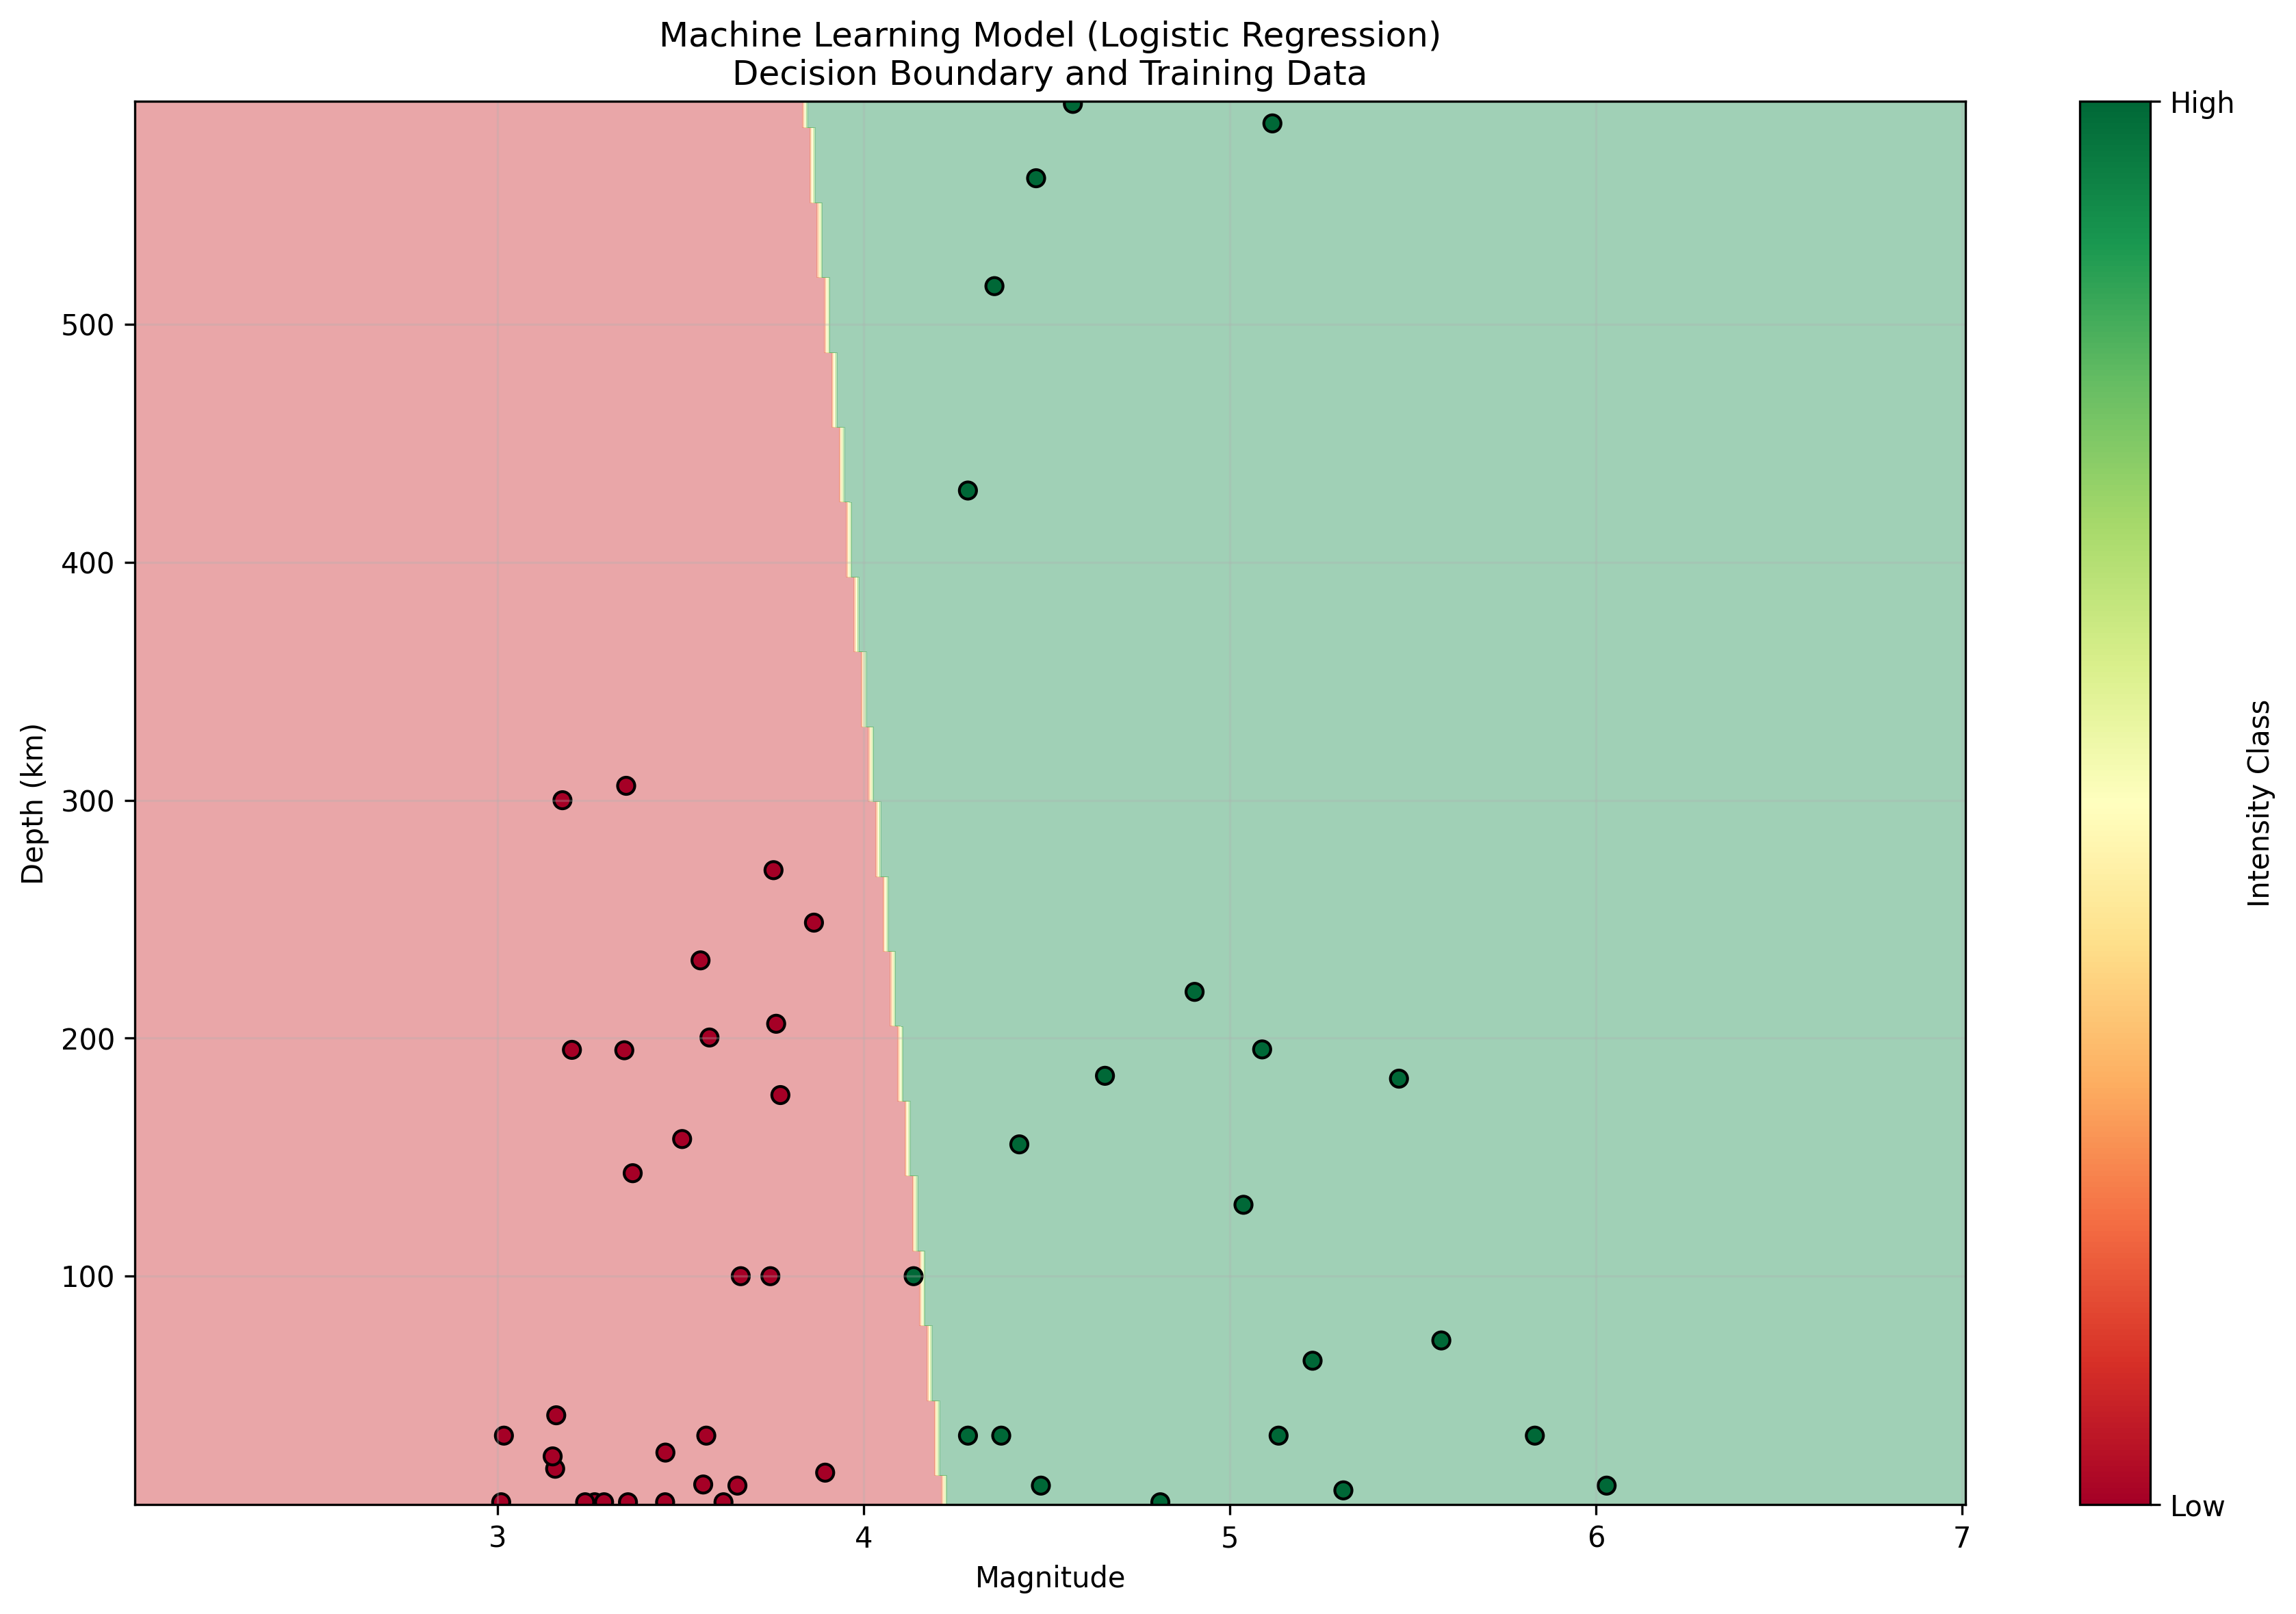 Machine Learning Model (Logistic Regression)
Decision Boundary and Training Data
Depth (km)
500
400
300
200
100
3
4
5
6
7
Magnitude
High
Low
Intensity Class